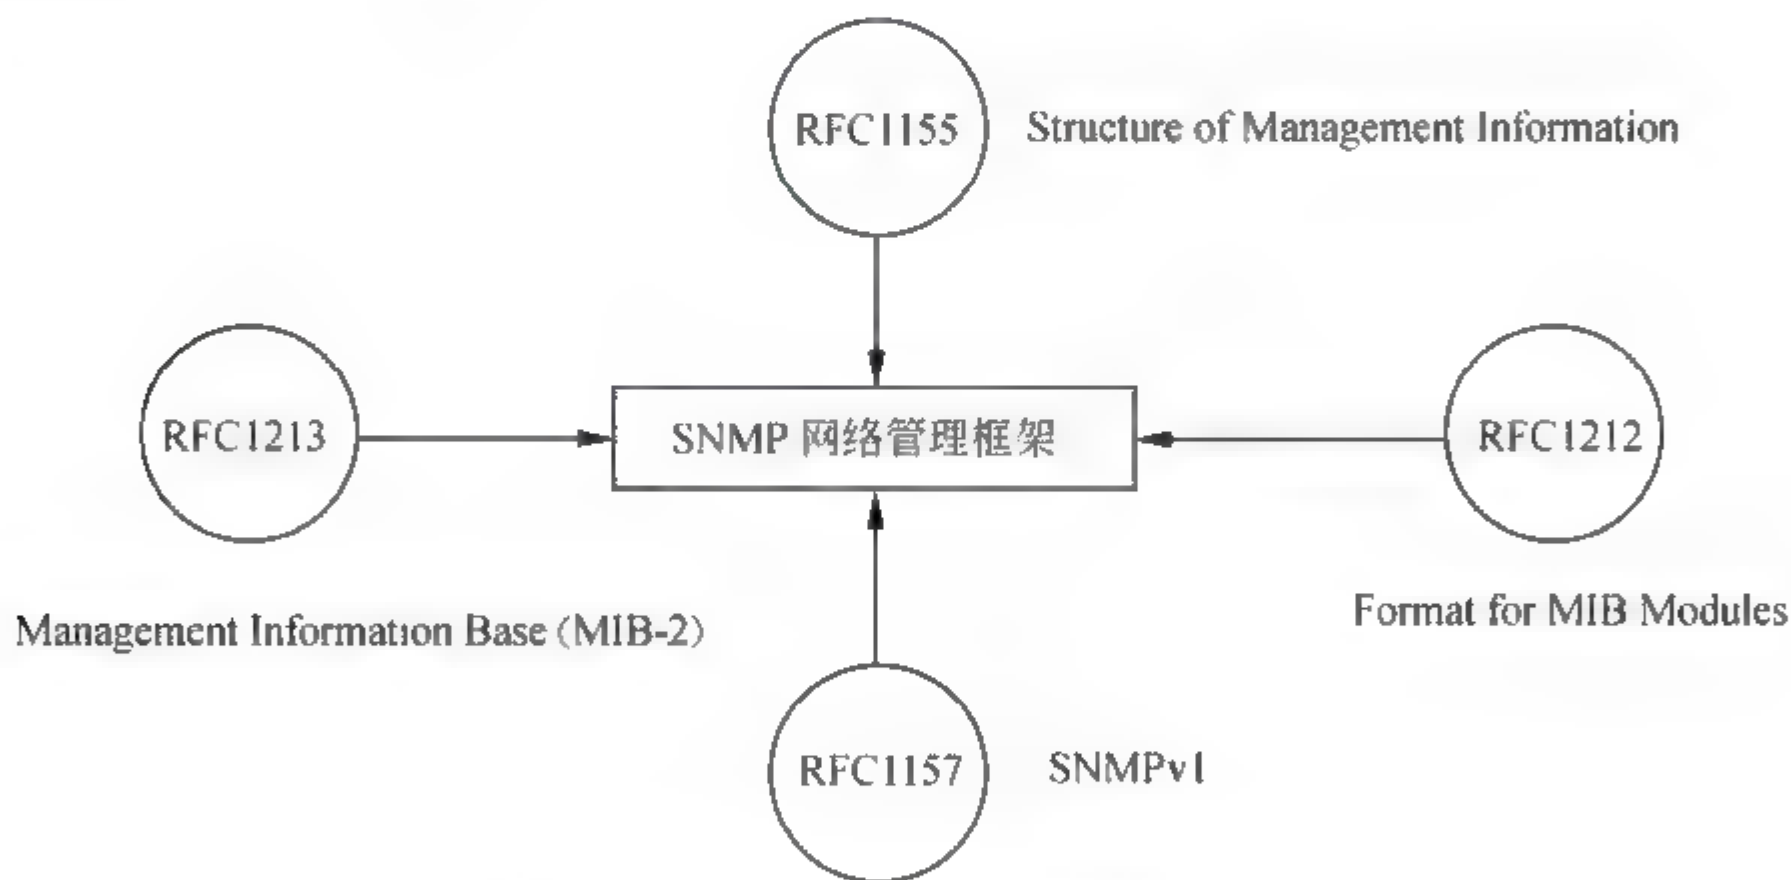 RFC1155
Structure of Management Information
RFC1213
SNMP 网络管理框架
RFC1212
Management Information Base (MIB-2)
Format for MIB Modules
RFC1157
SNMPv1